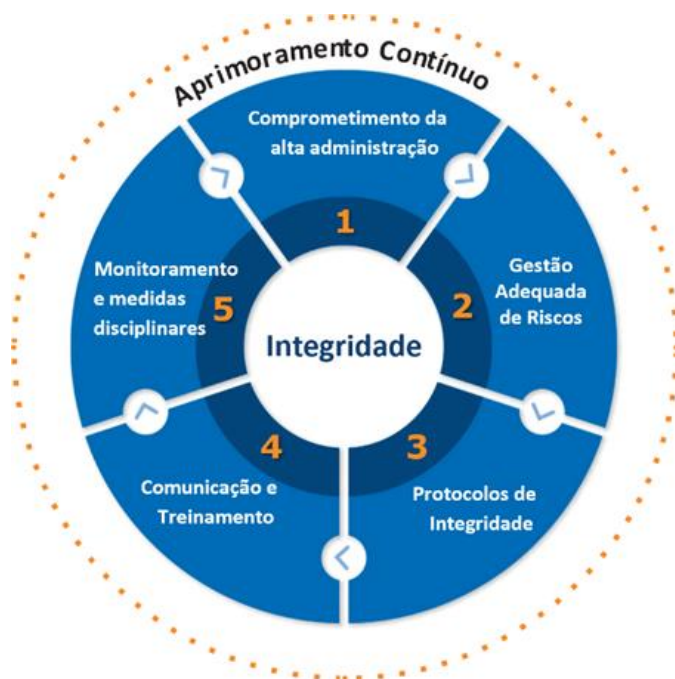 Aprimoramento Contínuo
Comprometimento da
alta administração
1
Gestão
Adequada
de Riscos
2
Protocolos de
Integridade
3
Comunicação e
Treinamento
4
Monitoramento
e medidas
disciplinares
5
Integridade